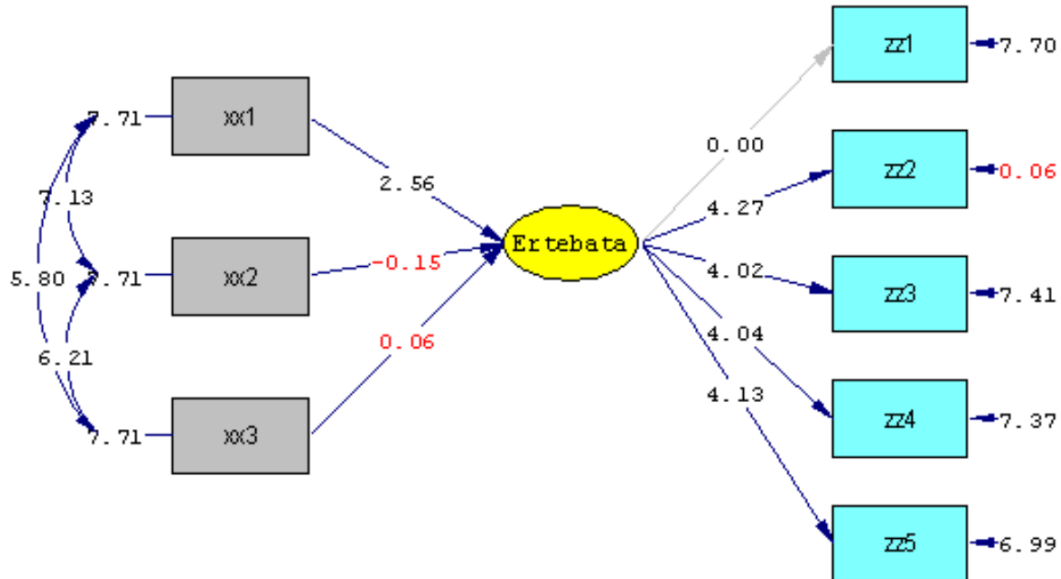 zz1
7.70
7.71
xx1
0.00
2.56
zz2
0.06
7.13
4.27
Ertebata
5.80
7.71
xx2
-0.15
4.02
zz3
7.41
6.21
0.06
4.04
4.13
zz4
7.37
7.71
xx3
zz5
6.99